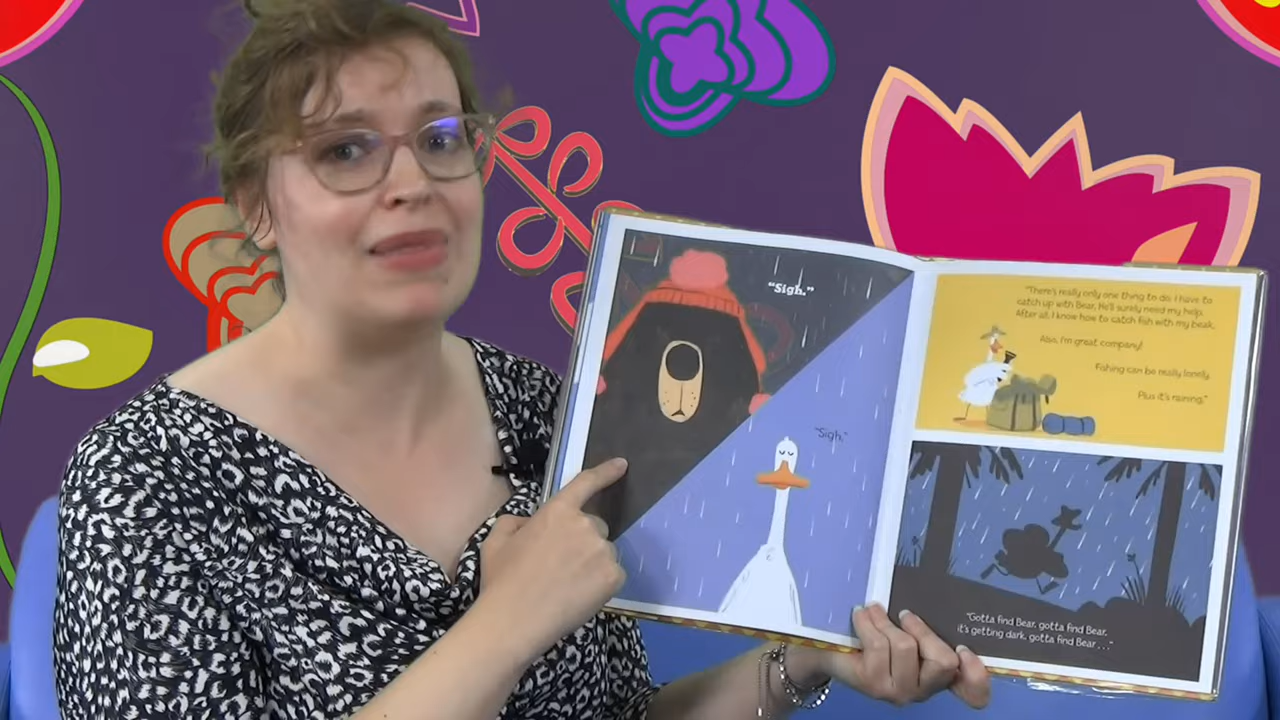 "Sigh."
"Sigh."
"There's really only one thing to do. I have to
catch up with Bear. He'll surely need my help.
After all, I know how to catch fish with my beak.
Also, I'm great company!
Fishing can be really lonely.
Plus it's raining."
"Gotta find Bear, gotta find Bear,
it's getting dark, gotta find Bear . . ."